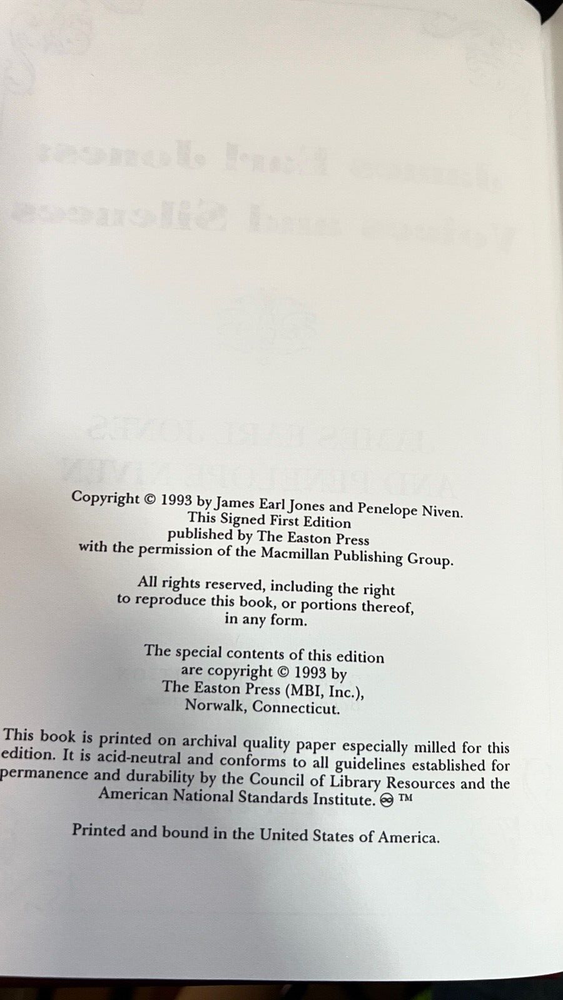 Copyright © 1993 by James Earl Jones and Penelope Niven.
This Signed First Edition
published by The Easton Press
with the permission of the Macmillan Publishing Group.
All rights reserved, including the right
to reproduce this book, or portions thereof,
in any form.
The special contents of this edition
are copyright © 1993 by
The Easton Press (MBI, Inc.),
Norwalk, Connecticut.
This book is printed on archival quality paper especially milled for this
edition. It is acid-neutral and conforms to all guidelines established for
permanence and durability by the Council of Library Resources and the
American National Standards Institute. ♾ ™
Printed and bound in the United States of America.